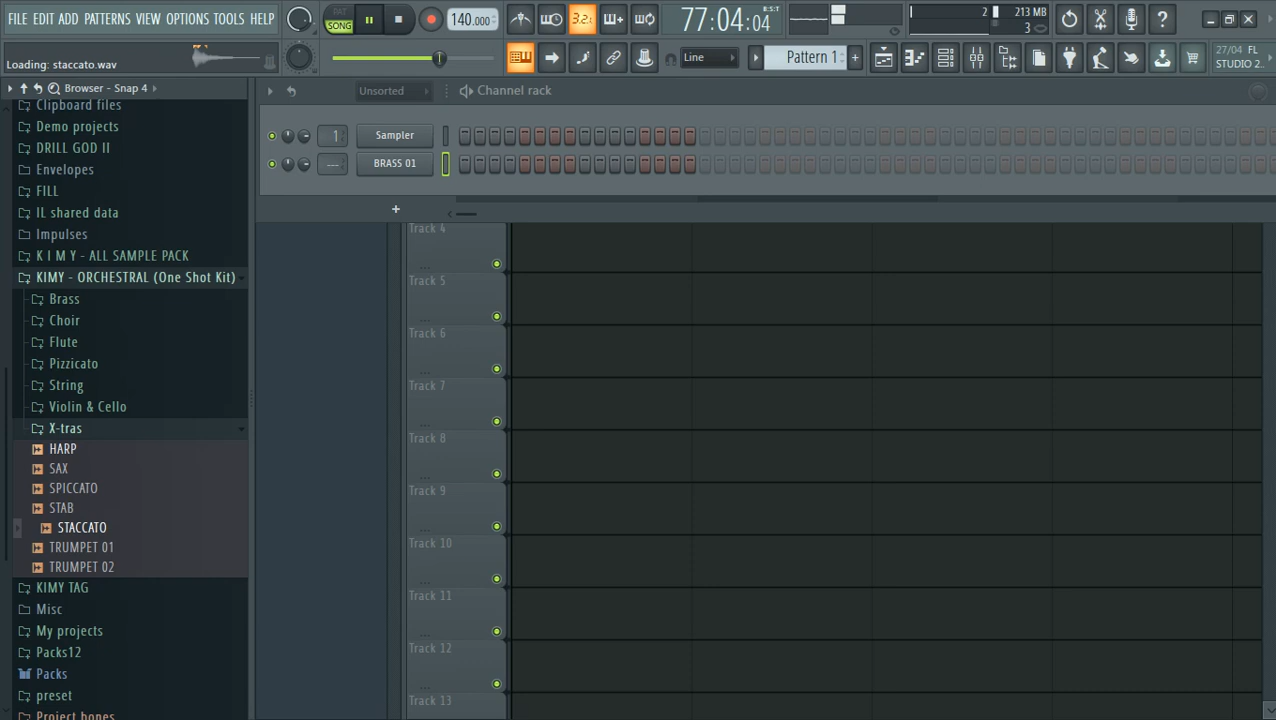 FILE EDIT ADD PATTERNS VIEW OPTIONS TOOLS HELP
PAT
SONG
140.000
3.2.
77:04:04
B:S:T
2
213 MB
3
Loading: staccato.wav
Line
Pattern 1
+
27/04 FL
STUDIO 2..
Browser - Snap 4
Unsorted
Channel rack
Clipboard files
Demo projects
DRILL GOD II
Envelopes
FILL
IL shared data
Impulses
K I M Y - ALL SAMPLE PACK
KIMY - ORCHESTRAL (One Shot Kit)
Brass
Choir
Flute
Pizzicato
String
Violin & Cello
X-tras
HARP
SAX
SPICCATO
STAB
STACCATO
TRUMPET 01
TRUMPET 02
KIMY TAG
Misc
My projects
Packs12
Packs
preset
Project bones
1
Sampler
---
BRASS 01
+
Track 4
...
Track 5
...
Track 6
...
Track 7
...
Track 8
...
Track 9
...
Track 10
...
Track 11
...
Track 12
...
Track 13